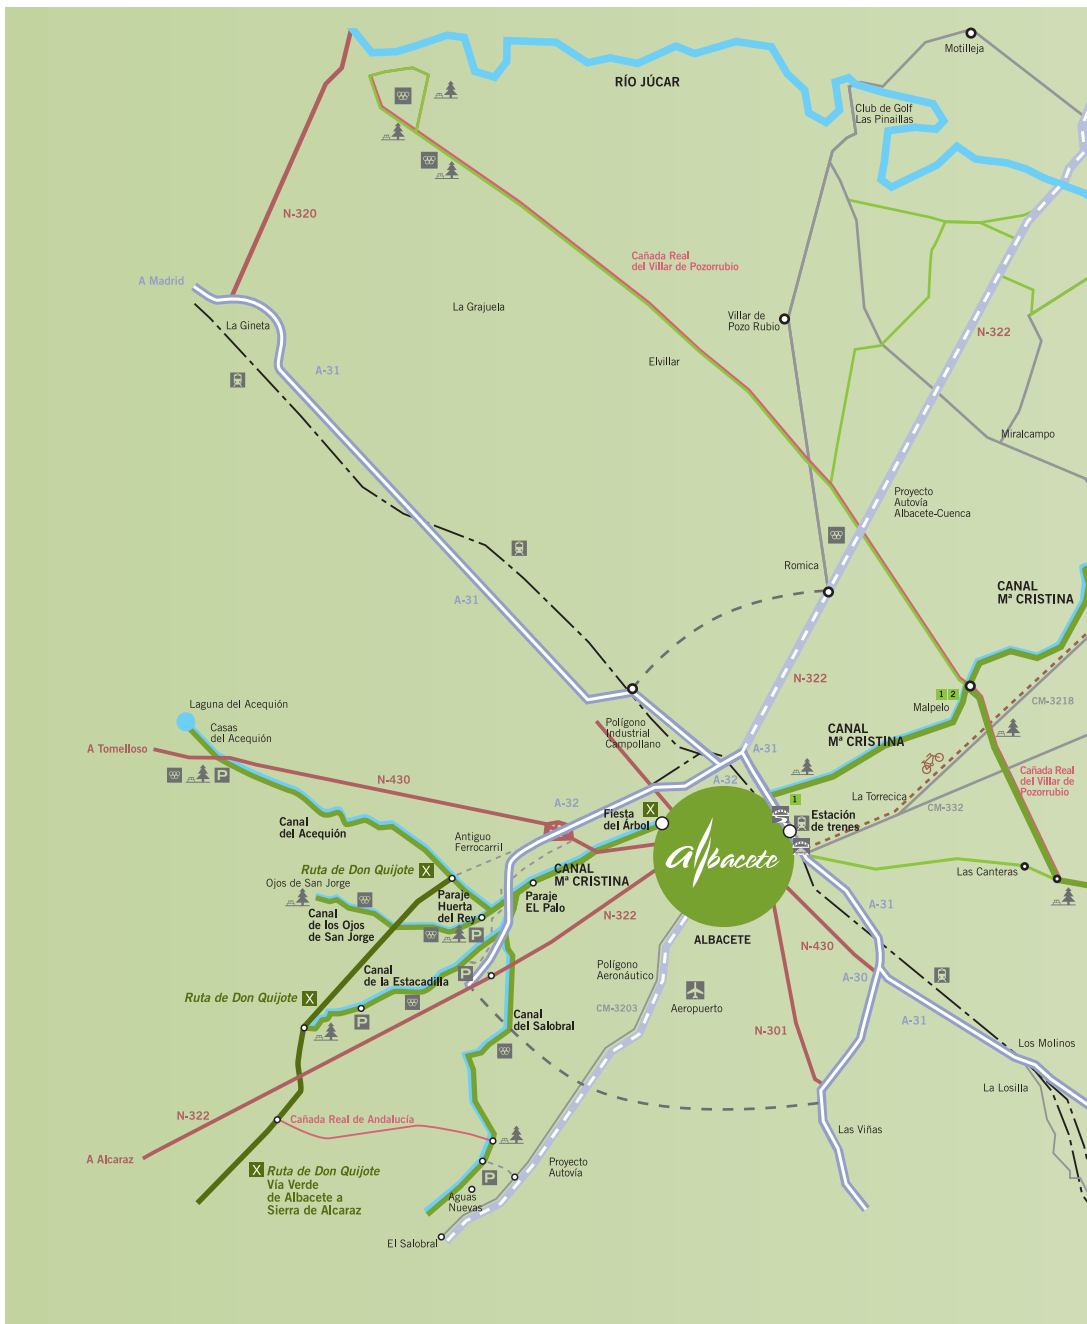 Motilleja
RÍO JÚCAR
Club de Golf
Las Pinaillas
N-320
Cañada Real
del Villar de Pozorrubio
A Madrid
La Grajuela
La Gineta
Villar de
Pozo Rubio
N-322
Elvillar
A-31
Miralcampo
Proyecto
Autovía
Albacete-Cuenca
Romica
CANAL
Mª CRISTINA
A-31
N-322
1 2
Malpelo
CM-3218
Laguna del Acequión
Casas
del Acequión
Polígono
Industrial
Campollano
CANAL
Mª CRISTINA
A Tomelloso
A-31
P
N-430
A-32
Cañada Real
del Villar de
Pozorrubio
La Torrecica
1
A-32
X
Fiesta
del Árbol
Estación
de trenes
CM-332
Canal
del Acequión
Antiguo
Ferrocarril
albacete
Ruta de Don Quijote X
CANAL
Mª CRISTINA
Las Canteras
Ojos de San Jorge
Paraje
Huerta
del Rey
Paraje
EL Palo
Canal
de los Ojos
de San Jorge
P
N-322
A-31
ALBACETE
N-430
Polígono
Aeronáutico
Canal
de la Estacadilla
P
A-30
Ruta de Don Quijote X
P
CM-3203
Aeropuerto
Canal
del Salobral
A-31
N-301
Los Molinos
La Losilla
N-322
Cañada Real de Andalucía
Las Viñas
A Alcaraz
X Ruta de Don Quijote
Vía Verde
de Albacete a
Sierra de Alcaraz
Proyecto
Autovía
P
Aguas
Nuevas
El Salobral